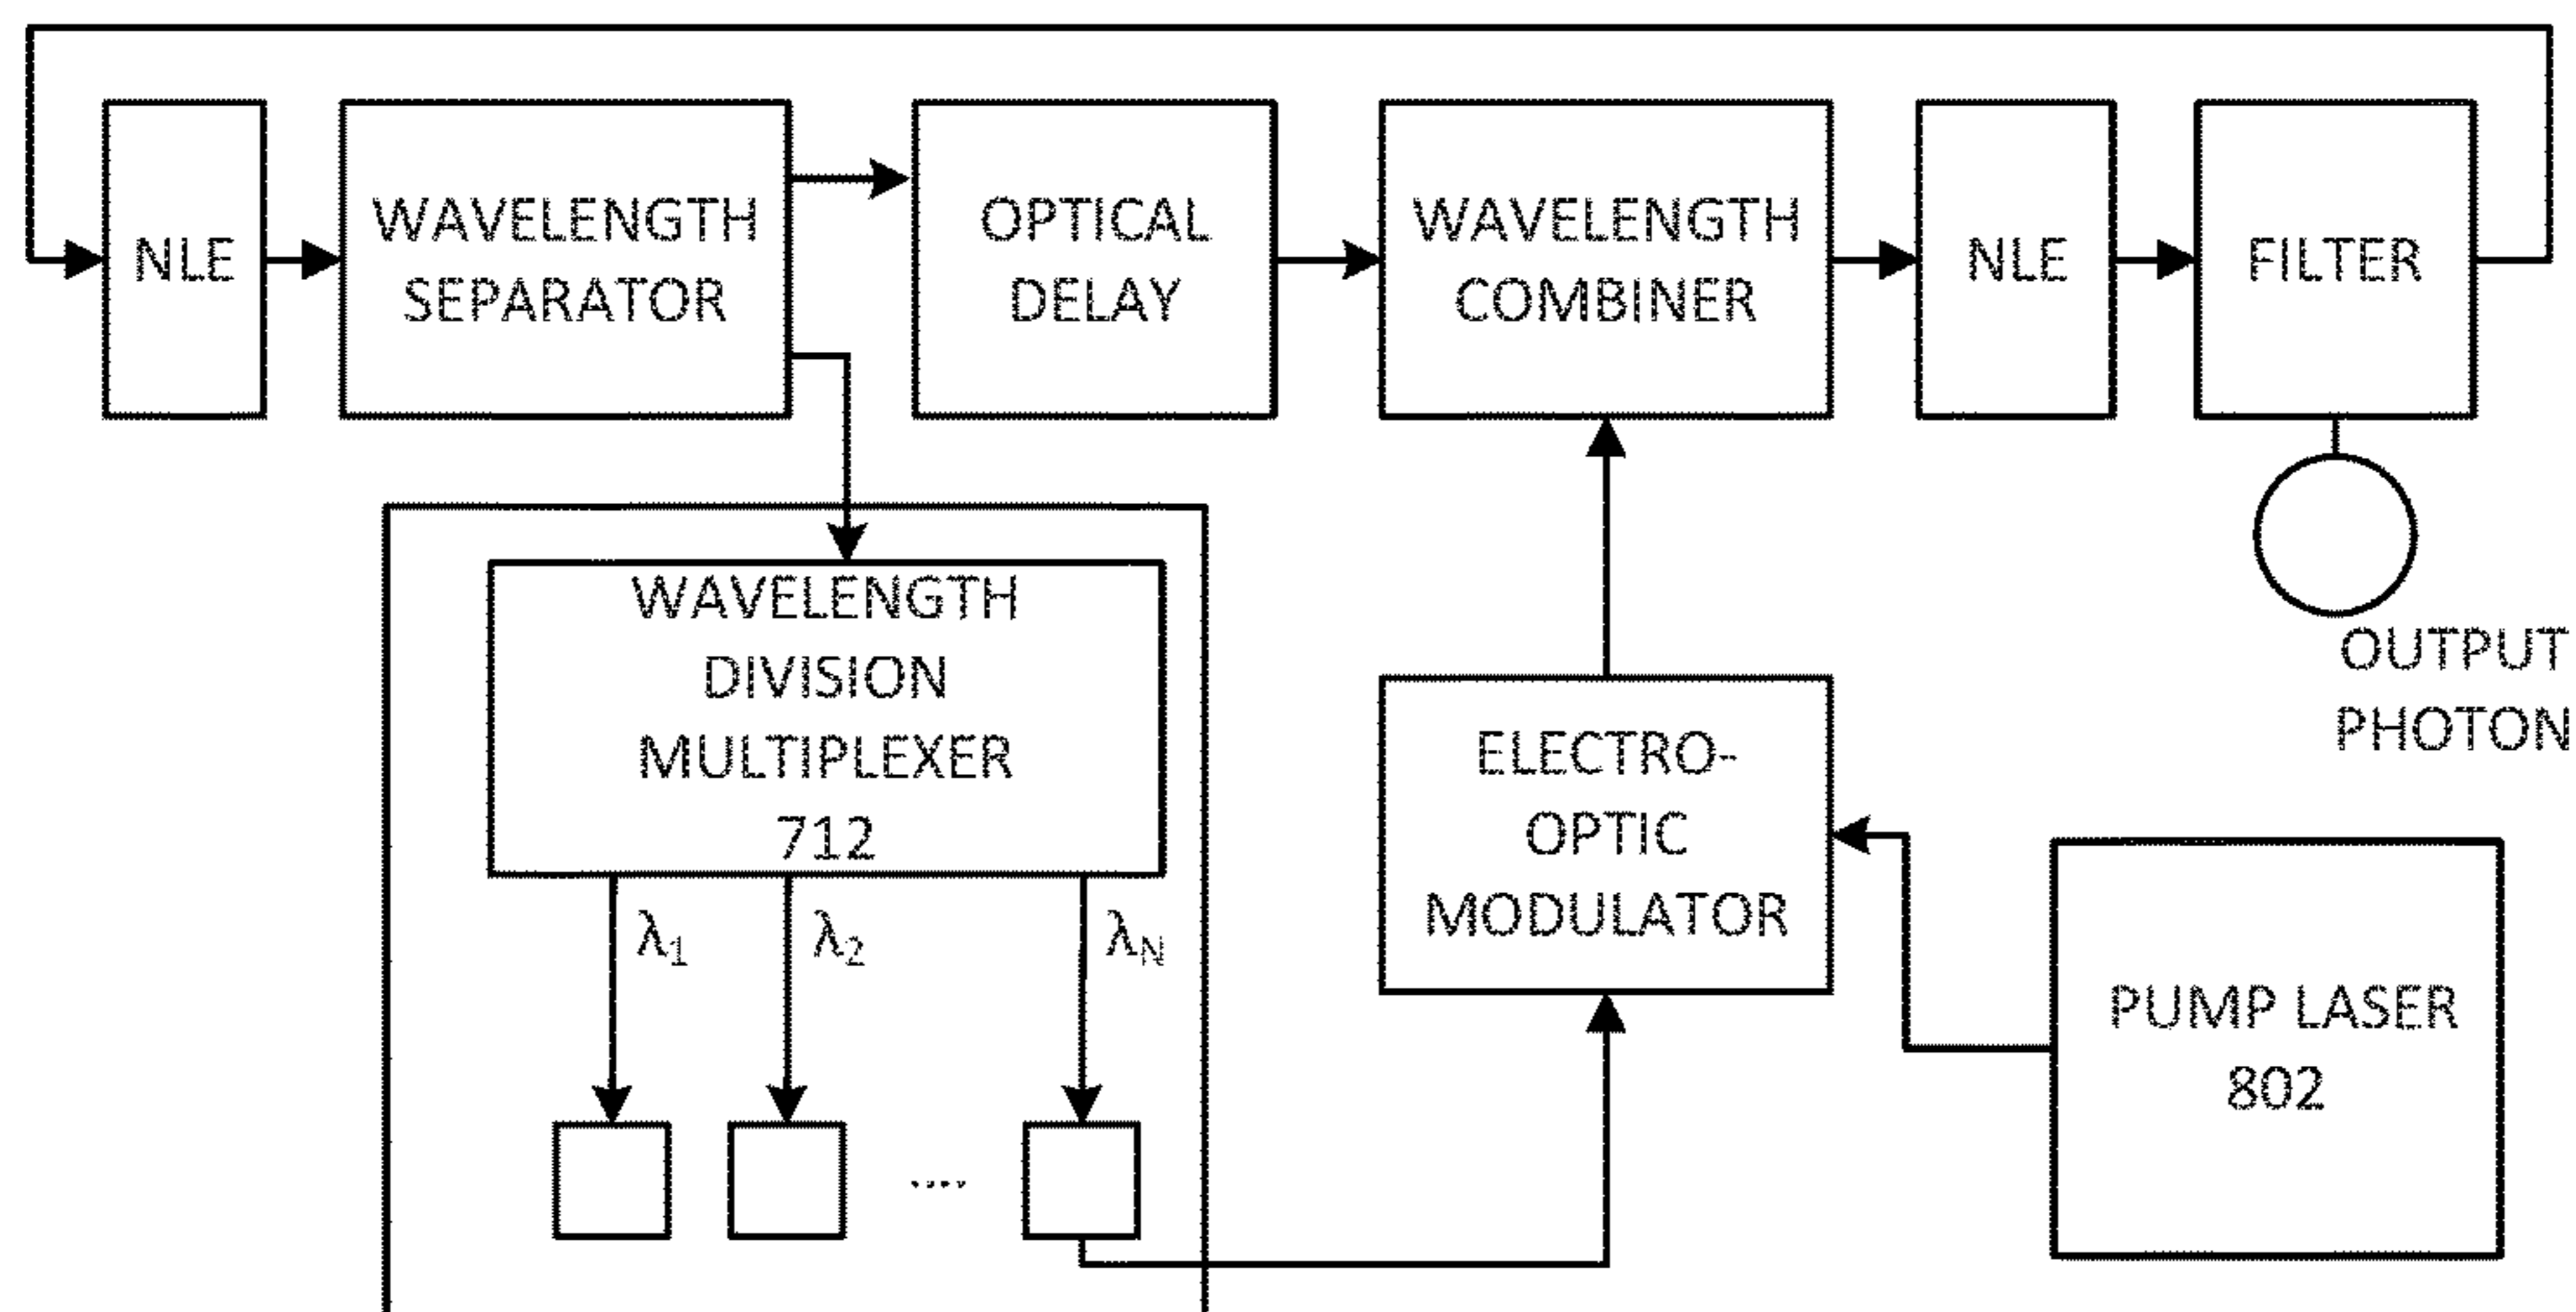 NLE
WAVELENGTH
SEPARATOR
OPTICAL
DELAY
WAVELENGTH
COMBINER
NLE
FILTER
WAVELENGTH
DIVISION
MULTIPLEXER
712
λ1
λ2
λN
....
ELECTRO-
OPTIC
MODULATOR
OUTPUT
PHOTON
PUMP LASER
802